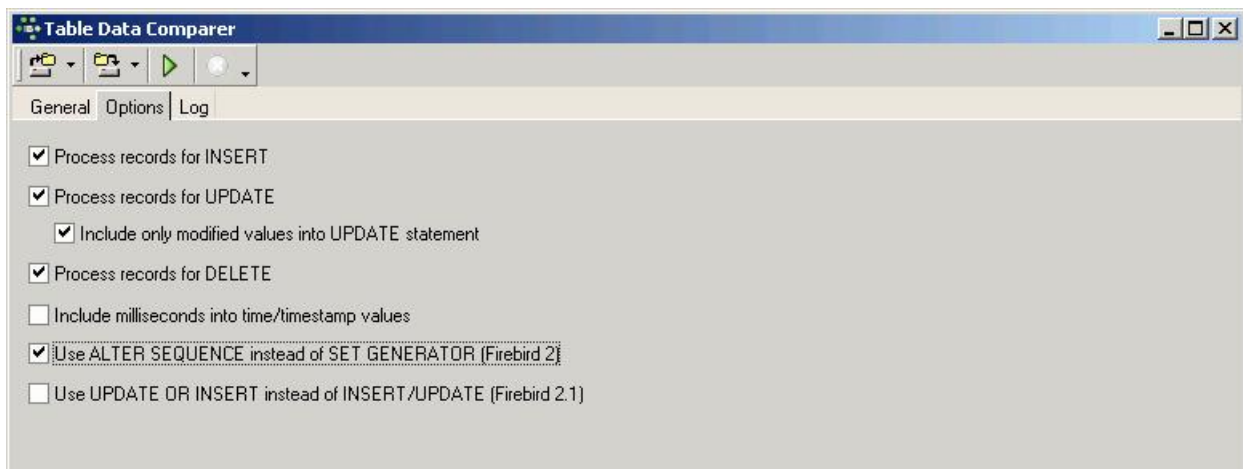 Table Data Comparer
General Options Log
Process records for INSERT
Process records for UPDATE
Include only modified values into UPDATE statement
Process records for DELETE
Include milliseconds into time/timestamp values
Use ALTER SEQUENCE instead of SET GENERATOR (Firebird 2)
Use UPDATE OR INSERT instead of INSERT/UPDATE (Firebird 2.1)